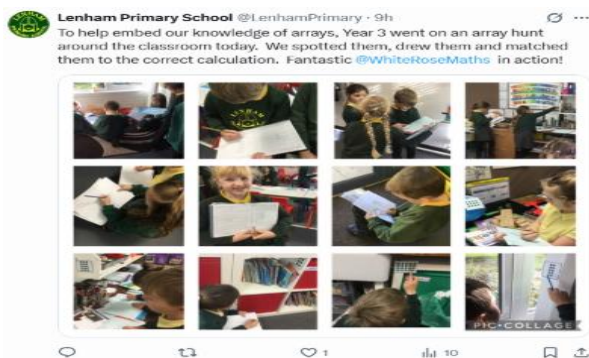 Lenham Primary School @LenhamPrimary · 9h
To help embed our knowledge of arrays, Year 3 went on an array hunt
around the classroom today. We spotted them, drew them and matched
them to the correct calculation. Fantastic @WhiteRoseMaths in action!
LENHAM
PIC•COLLAGE
1
10